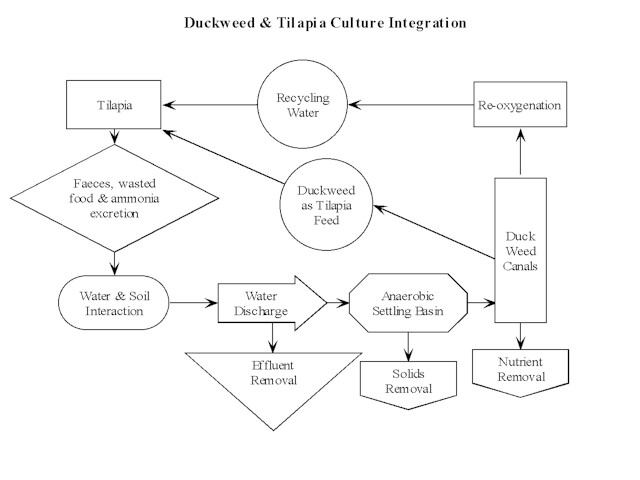 Duckweed & Tilapia Culture Integration
Tilapia
Recycling
Water
Re-oxygenation
Faeces, wasted
food & ammonia
excretion
Duckweed
as Tilapia
Feed
Duck
Weed
Canals
Water & Soil
Interaction
Water
Discharge
Anaerobic
Settling Basin
Effluent
Removal
Solids
Removal
Nutrient
Removal